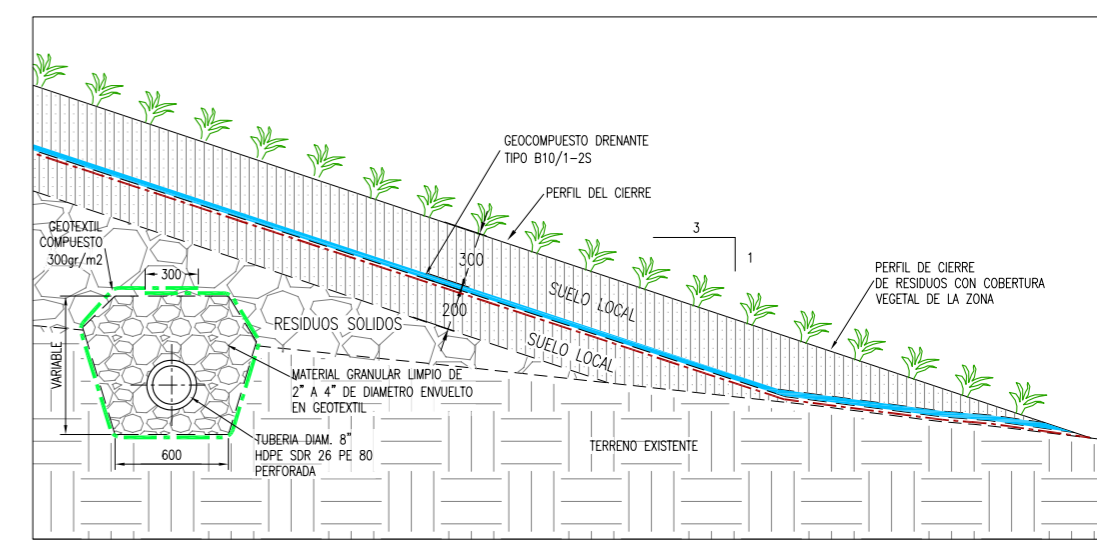 GEOCOMPUESTO DRENANTE
TIPO B10/1-2S
PERFIL DEL CIERRE
3
1
PERFIL DE CIERRE
DE RESIDUOS CON COBERTURA
VEGETAL DE LA ZONA
GEOTEXTIL
COMPUESTO
300gr/m2
300
300
200
SUELO LOCAL
SUELO LOCAL
RESIDUOS SOLIDOS
VARIABLE
MATERIAL GRANULAR LIMPIO DE
2" A 4" DE DIAMETRO ENVUELTO
EN GEOTEXTIL
TUBERIA DIAM. 8"
HDPE SDR 26 PE 80
PERFORADA
600
TERRENO EXISTENTE